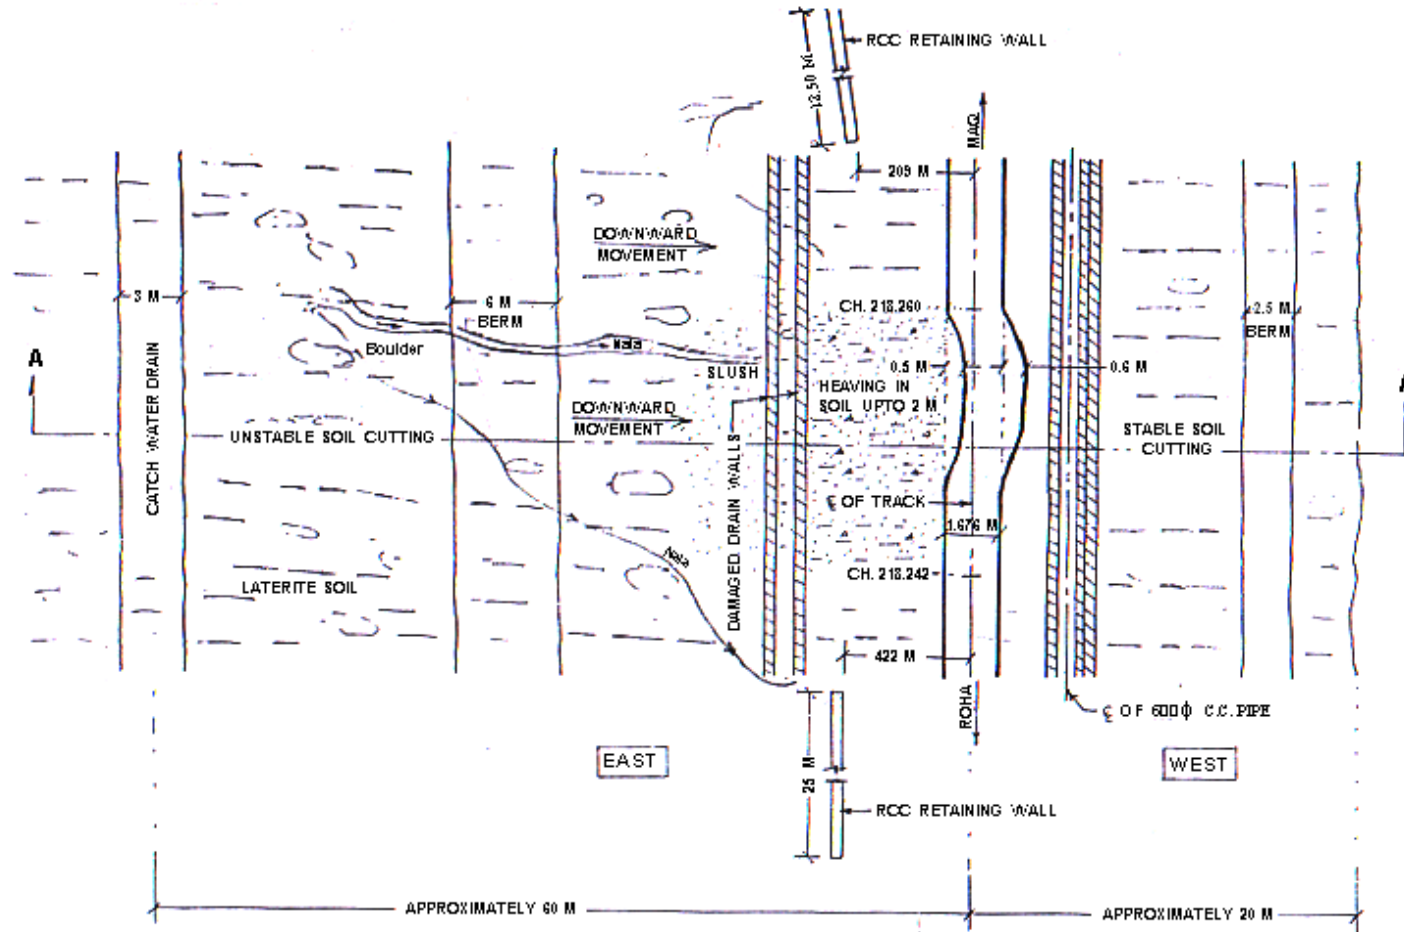 RCC RETAINING WALL
12.50 M
MAQ
209 M
DOWNWARD
MOVEMENT
3 M
6 M
BERM
CH. 218.260
2.5 M
BERM
Boulder
Nala
SLUSH
0.5 M
0.6 M
A
A
HEAVING IN
SOIL UPTO 2 M
DOWNWARD
MOVEMENT
UNSTABLE SOIL CUTTING
STABLE SOIL
CUTTING
CATCH WATER DRAIN
DAMAGED DRAIN WALLS
℄ OF TRACK
1.676 M
Nala
CH. 218.242
LATERITE SOIL
422 M
ROHA
℄ OF 600 ϕ C.C. PIPE
EAST
WEST
25 M
RCC RETAINING WALL
APPROXIMATELY 60 M
APPROXIMATELY 20 M